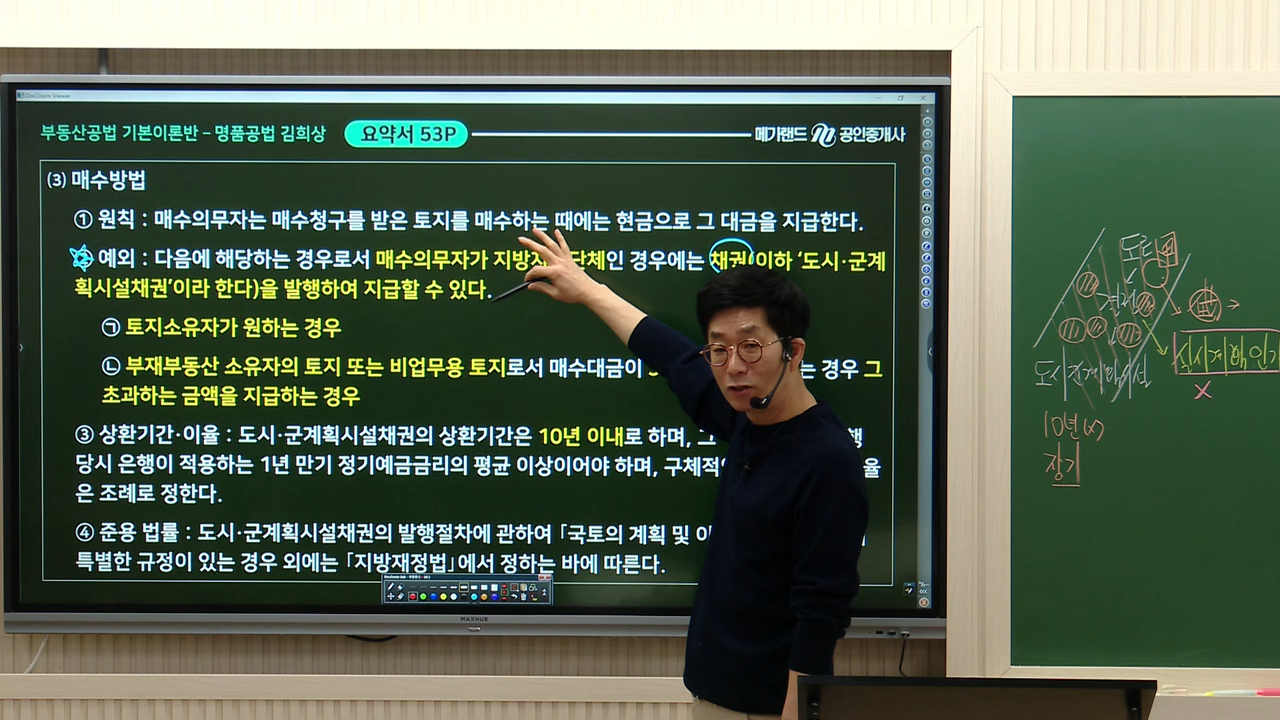 DocZoom Viewer
부동산공법 기본이론반 – 명품공법 김희상
요약서 53P
메가랜드 공인중개사
(3) 매수방법
① 원칙 : 매수의무자는 매수청구를 받은 토지를 매수하는 때에는 현금으로 그 대금을 지급한다.
② 예외 : 다음에 해당하는 경우로서 매수의무자가 지방 단체인 경우에는 채권(이하 '도시·군계
획시설채권'이라 한다)을 발행하여 지급할 수 있다.
㉠ 토지소유자가 원하는 경우
㉡ 부재부동산 소유자의 토지 또는 비업무용 토지로서 매수대금이 는 경우 그
초과하는 금액을 지급하는 경우
③ 상환기간·이율 : 도시·군계획시설채권의 상환기간은 10년 이내로 하며, 그
당시 은행이 적용하는 1년 만기 정기예금금리의 평균 이상이어야 하며, 구체적 율
은 조례로 정한다.
④ 준용 법률 : 도시·군계획시설채권의 발행절차에 관하여 「국토의 계획 및 이
특별한 규정이 있는 경우 외에는 「지방재정법」에서 정하는 바에 따른다.
MAXHUB
도로
10년
장기